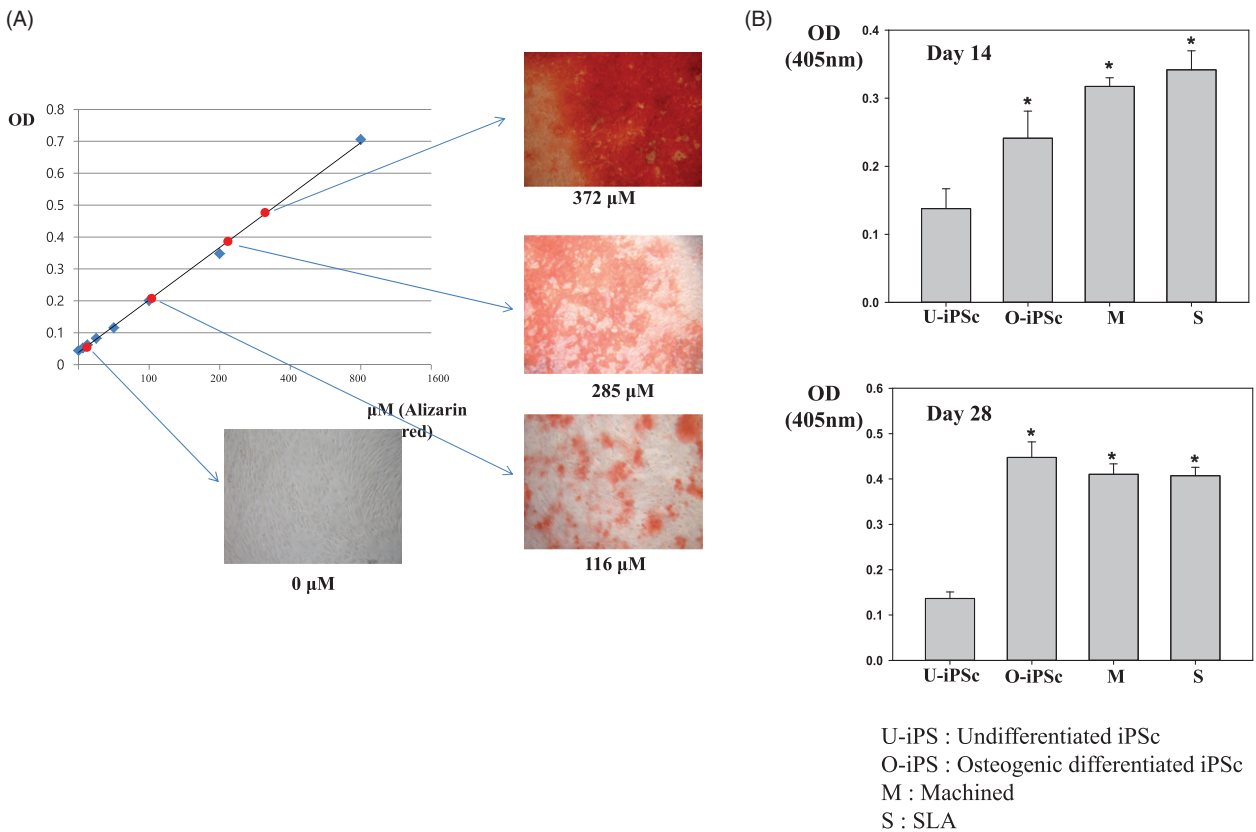 (A)
OD
0.8
0.7
0.6
0.5
0.4
0.3
0.2
0.1
0
100
200
400
800
1600
μM (Alizarin
red)
372 μM
285 μM
116 μM
0 μM
(B)
OD
(405nm)
Day 14
0.4
0.3
0.2
0.1
0.0
*
*
*
U-iPSc
O-iPSc
M
S
OD
(405nm)
Day 28
0.6
0.5
0.4
0.3
0.2
0.1
0.0
*
*
*
U-iPSc
O-iPSc
M
S
U-iPS : Undifferentiated iPSc
O-iPS : Osteogenic differentiated iPSc
M : Machined
S : SLA